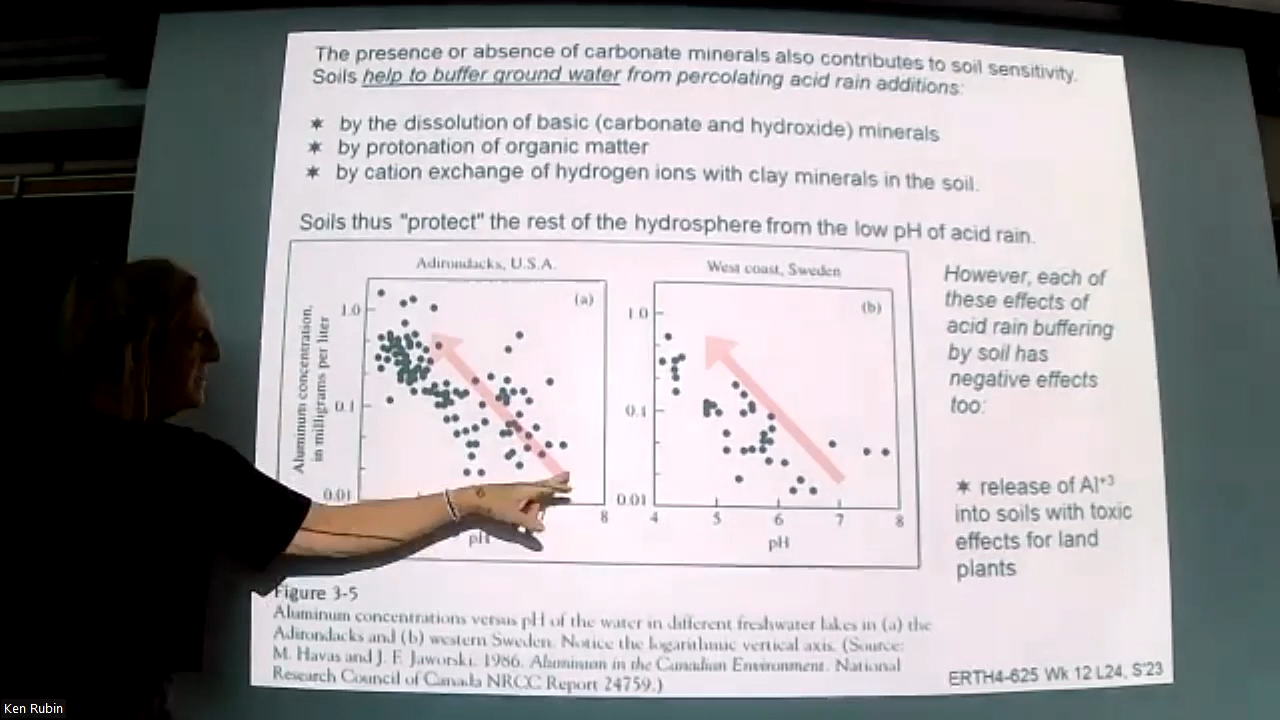 The presence or absence of carbonate minerals also contributes to soil sensitivity.
Soils help to buffer ground water from percolating acid rain additions:
✶ by the dissolution of basic (carbonate and hydroxide) minerals
✶ by protonation of organic matter
✶ by cation exchange of hydrogen ions with clay minerals in the soil.
Soils thus "protect" the rest of the hydrosphere from the low pH of acid rain.
Adirondacks, U.S.A.
(a)
Aluminum concentration,
in milligrams per liter
1.0
0.1
0.01
8
pH
West coast, Sweden
(b)
1.0
0.1
0.01
4 5 6 7 8
pH
However, each of
these effects of
acid rain buffering
by soil has
negative effects
too:
✶ release of Al+3
into soils with toxic
effects for land
plants
Figure 3-5
Aluminum concentrations versus pH of the water in different freshwater lakes in (a) the
Adirondacks and (b) western Sweden. Notice the logarithmic vertical axis. (Source:
M. Havas and J. F. Jaworski. 1986. Aluminum in the Canadian Environment. National
Research Council of Canada NRCC Report 24759.)
ERTH4-625 Wk 12 L24, S'23
Ken Rubin